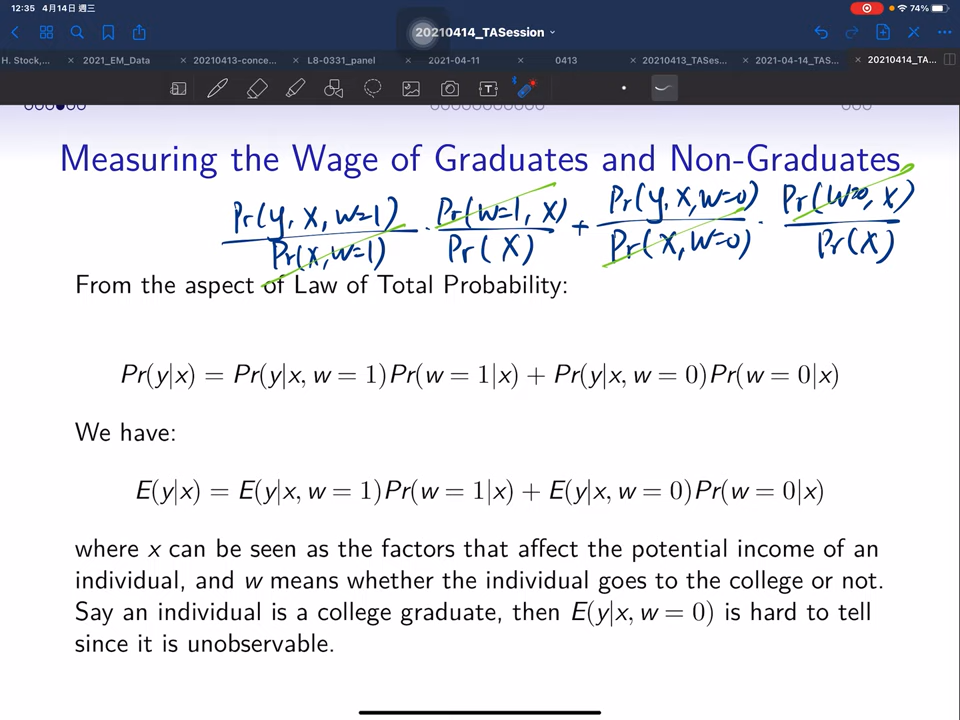 12:35 4月14日 週三
74%
20210414_TASession
H. Stock,...
2021_EM_Data
20210413-conce...
L8-0331_panel
2021-04-11
0413
20210413_TASes...
2021-04-14_TAS...
20210414_TA...
Measuring the Wage of Graduates and Non-Graduates
Pr(y, x, w=1) / Pr(x, w=1) · Pr(w=1, x) / Pr(x) + Pr(y, x, w=0) / Pr(x, w=0) · Pr(w=0, x) / Pr(x)
From the aspect of Law of Total Probability:
Pr(y|x) = Pr(y|x, w = 1)Pr(w = 1|x) + Pr(y|x, w = 0)Pr(w = 0|x)
We have:
E(y|x) = E(y|x, w = 1)Pr(w = 1|x) + E(y|x, w = 0)Pr(w = 0|x)
where x can be seen as the factors that affect the potential income of an
individual, and w means whether the individual goes to the college or not.
Say an individual is a college graduate, then E(y|x, w = 0) is hard to tell
since it is unobservable.